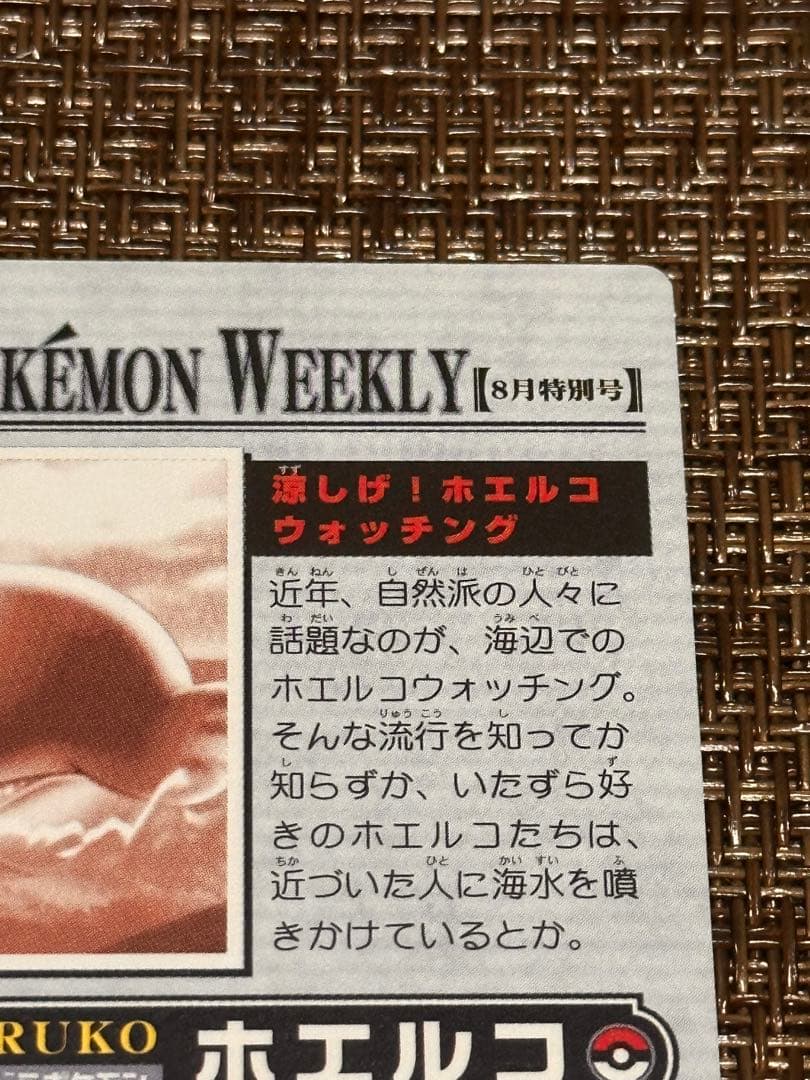 KÉMON WEEKLY【8月特別号】
涼しげ！ホエルコ
ウォッチング
近年、自然派の人々に
話題なのが、海辺での
ホエルコウォッチング。
そんな流行を知ってか
知らずか、いたずら好
きのホエルコたちは、
近づいた人に海水を噴
きかけているとか。
RUKO ホエルコ